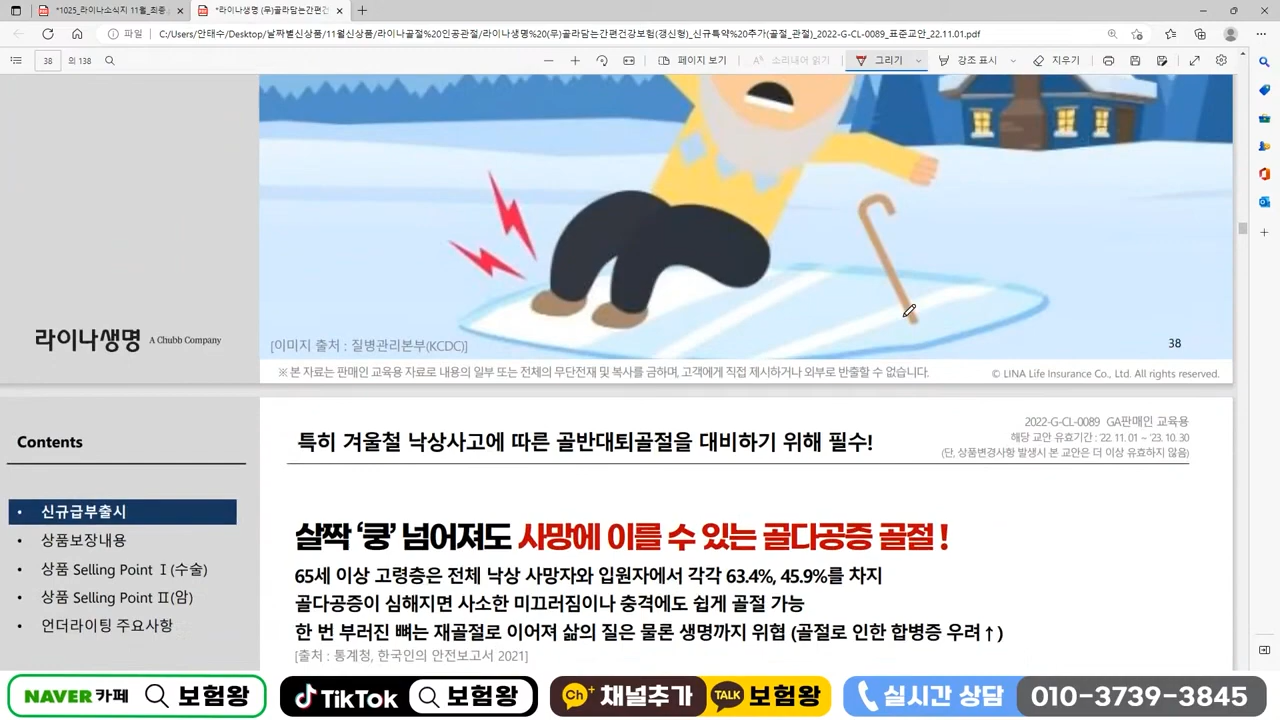 *1025_라이나소식지 11월_최종
*라이나생명 (무)골라담는간편건
파일
C:/Users/안태수/Desktop/날짜별신상품/11월신상품/라이나골절%20인공관절/라이나생명%20(무)골라담는간편건강보험(갱신형)_신규특약%20추가(골절_관절)_2022-G-CL-0089_표준교안_22.11.01.pdf
38 의 138
페이지 보기
소리내어 읽기
그리기
강조 표시
지우기
라이나생명 A Chubb Company
[이미지 출처 : 질병관리본부(KCDC)]
38
※ 본 자료는 판매인 교육용 자료로 내용의 일부 또는 전체의 무단전재 및 복사를 금하며, 고객에게 직접 제시하거나 외부로 반출할 수 없습니다.
© LINA Life Insurance Co., Ltd. All rights reserved.
Contents
• 신규급부출시
• 상품보장내용
• 상품 Selling Point Ⅰ(수술)
• 상품 Selling Point Ⅱ(암)
• 언더라이팅 주요사항
특히 겨울철 낙상사고에 따른 골반대퇴골절을 대비하기 위해 필수!
2022-G-CL-0089 GA판매인 교육용
해당 교안 유효기간 : '22. 11. 01 ~ '23. 10. 30
(단, 상품변경사항 발생시 본 교안은 더 이상 유효하지 않음)
살짝 ‘쿵’ 넘어져도 사망에 이를 수 있는 골다공증 골절 !
65세 이상 고령층은 전체 낙상 사망자와 입원자에서 각각 63.4%, 45.9%를 차지
골다공증이 심해지면 사소한 미끄러짐이나 충격에도 쉽게 골절 가능
한 번 부러진 뼈는 재골절로 이어져 삶의 질은 물론 생명까지 위협 (골절로 인한 합병증 우려↑)
[출처 : 통계청, 한국인의 안전보고서 2021]
NAVER 카페 보험왕
TikTok 보험왕
Ch+ 채널추가 TALK 보험왕
실시간 상담 010-3739-3845